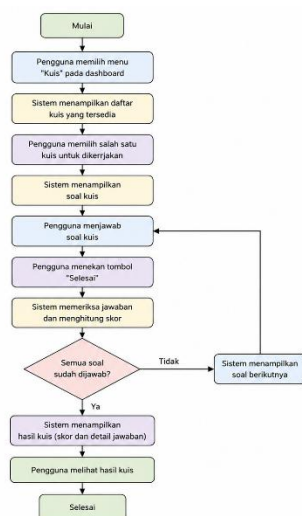 Mulai
Pengguna memilih menu
"Kuis" pada dashboard
Sistem menampilkan daftar
kuis yang tersedia
Pengguna memilih salah satu
kuis untuk dikerrjakan
Sistem menampilkan
soal kuis
Pengguna menjawab
soal kuis
Pengguna menekan tombol
"Selesai"
Sistem memeriksa jawaban
dan menghitung skor
Semua soal
sudah dijawab?
Tidak
Sistem menampilkan
soal berikutnya
Ya
Sistem menampilkan
hasil kuis (skor dan detail jawaban)
Pengguna melihat hasil kuis
Selesai